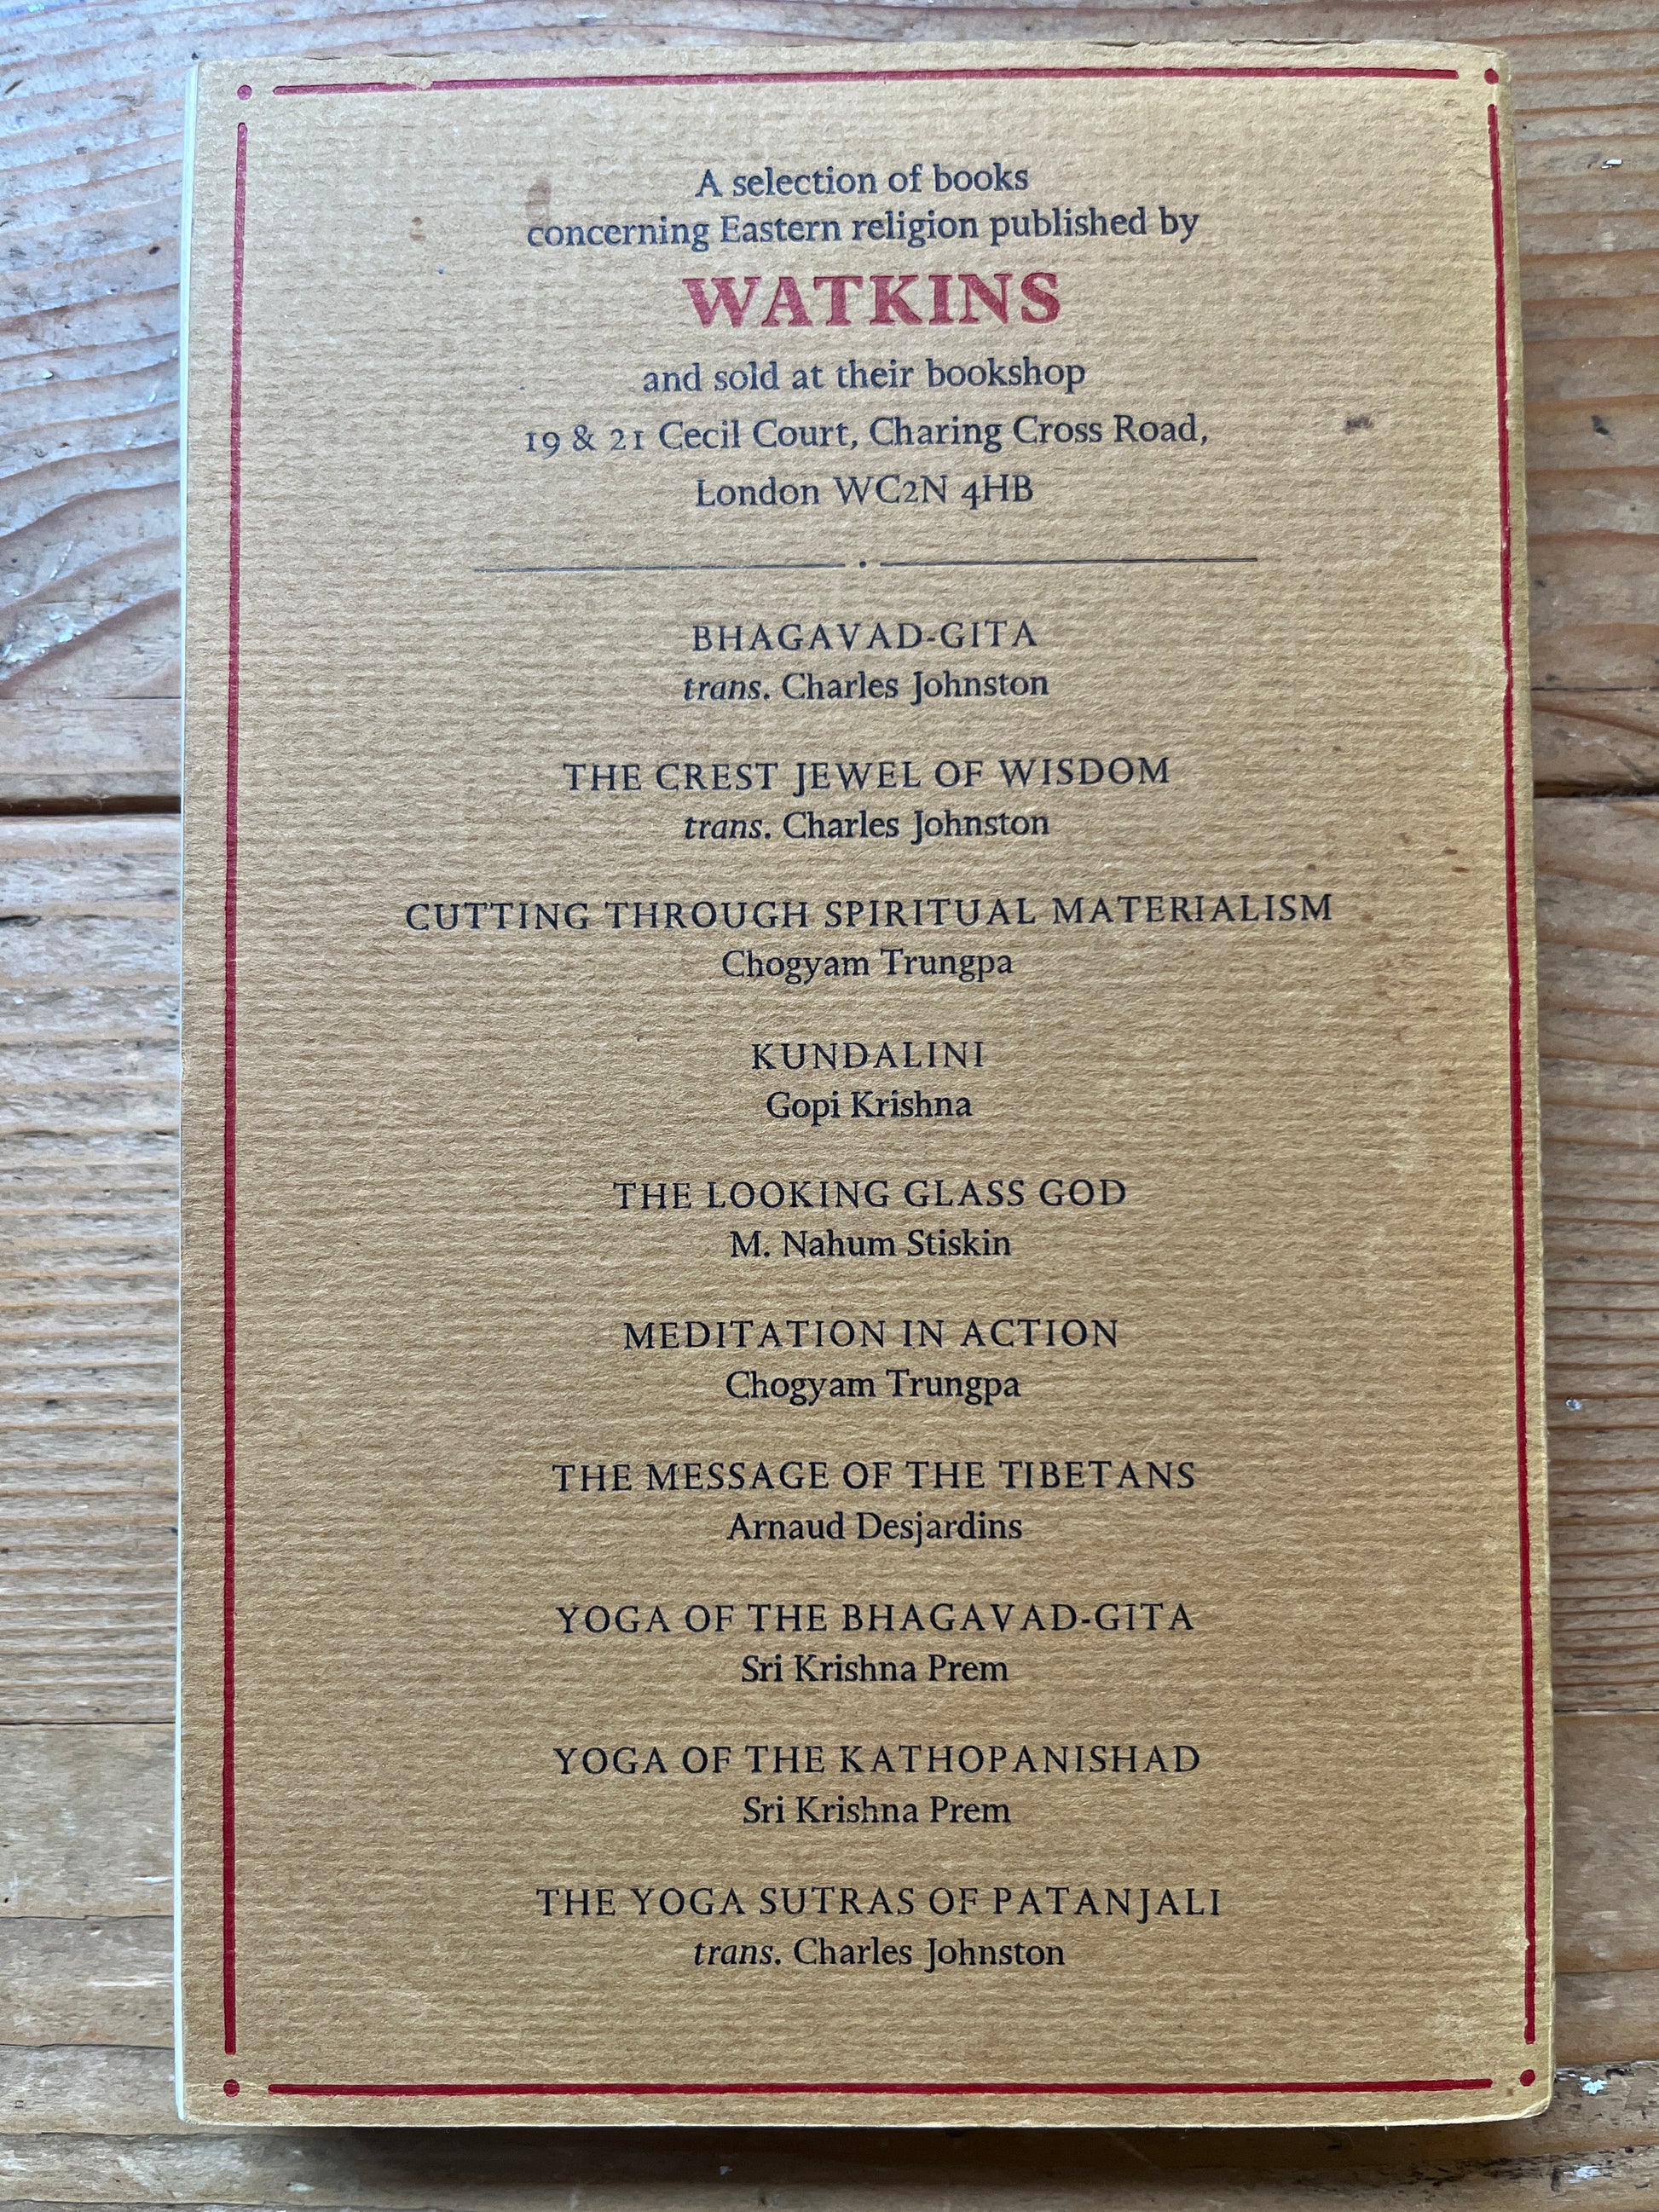 A selection of books
concerning Eastern religion published by
WATKINS
and sold at their bookshop
19 & 21 Cecil Court, Charing Cross Road,
London WC2N 4HB
BHAGAVAD-GITA
trans. Charles Johnston
THE CREST JEWEL OF WISDOM
trans. Charles Johnston
CUTTING THROUGH SPIRITUAL MATERIALISM
Chogyam Trungpa
KUNDALINI
Gopi Krishna
THE LOOKING GLASS GOD
M. Nahum Stiskin
MEDITATION IN ACTION
Chogyam Trungpa
THE MESSAGE OF THE TIBETANS
Arnaud Desjardins
YOGA OF THE BHAGAVAD-GITA
Sri Krishna Prem
YOGA OF THE KATHOPANISHAD
Sri Krishna Prem
THE YOGA SUTRAS OF PATANJALI
trans. Charles Johnston